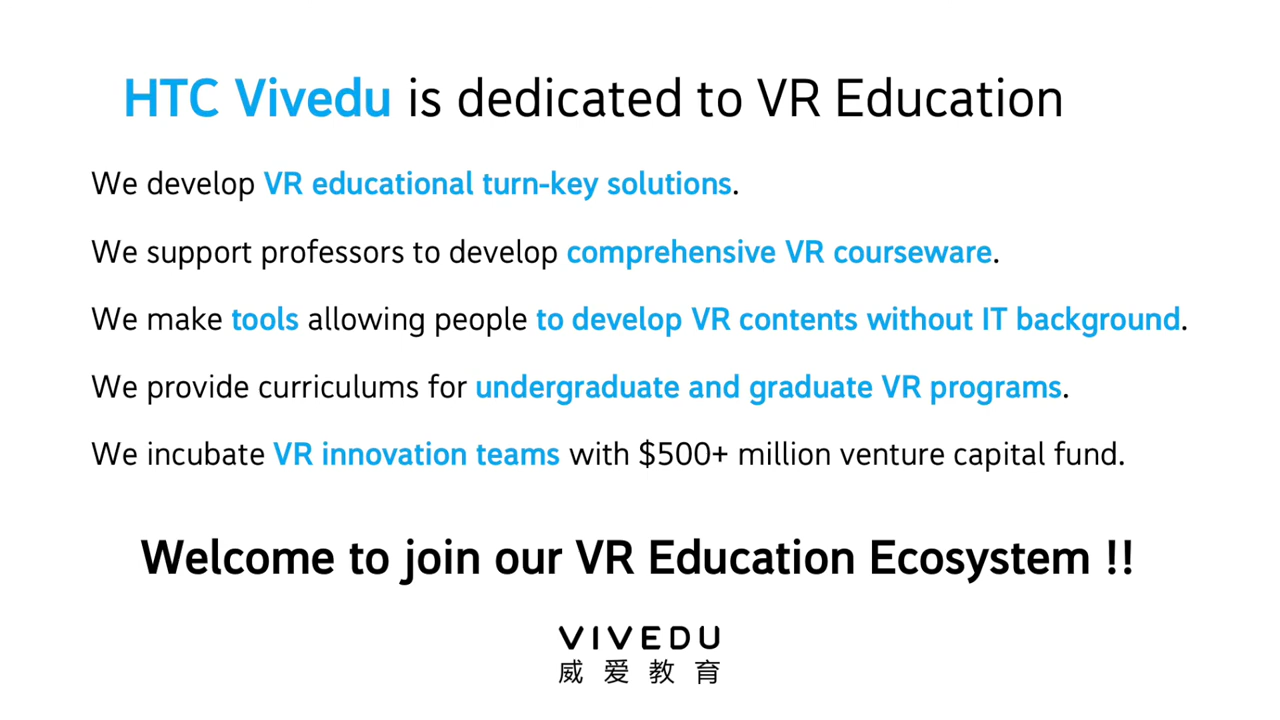 HTC Vivedu is dedicated to VR Education
We develop VR educational turn-key solutions.
We support professors to develop comprehensive VR courseware.
We make tools allowing people to develop VR contents without IT background.
We provide curriculums for undergraduate and graduate VR programs.
We incubate VR innovation teams with $500+ million venture capital fund.
Welcome to join our VR Education Ecosystem !!
VIVEDU
威爱教育